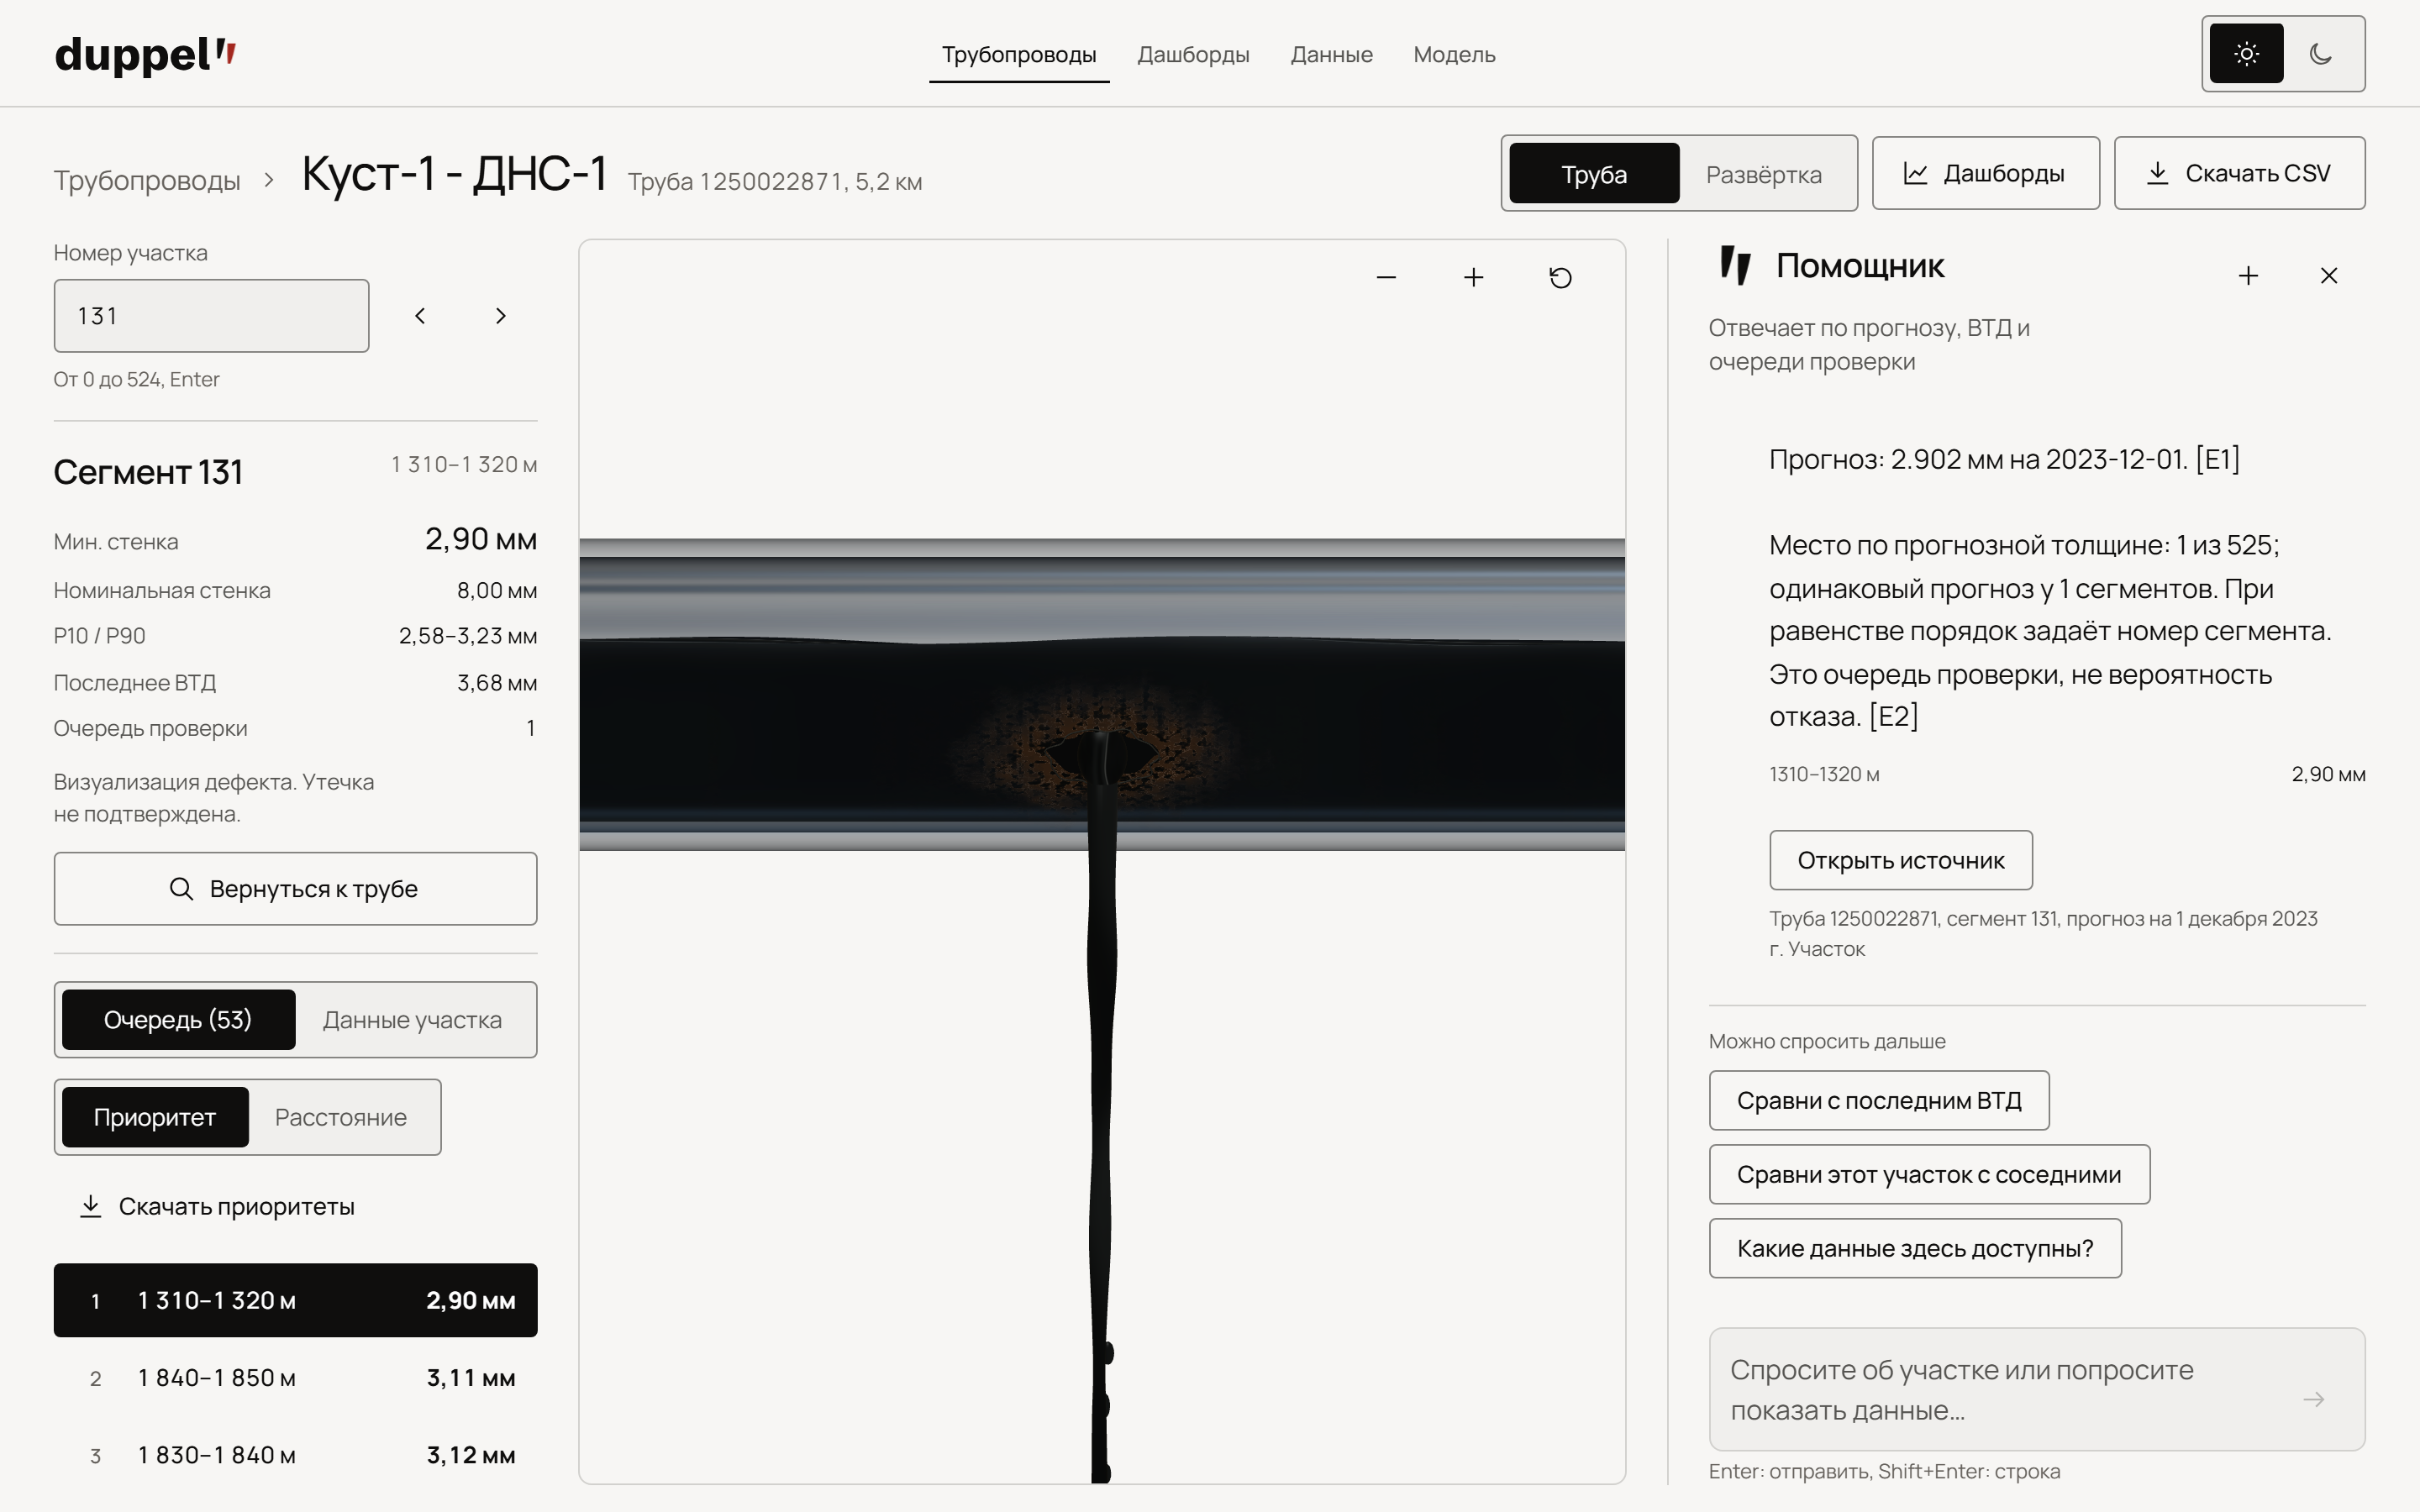 duppel
Трубопроводы
Дашборды
Данные
Модель
Трубопроводы
Куст-1 - ДНС-1
Труба 1250022871, 5,2 км
Труба
Развёртка
Дашборды
Скачать CSV
Номер участка
131
От 0 до 524, Enter
Сегмент 131
1 310–1 320 м
Мин. стенка
2,90 мм
Номинальная стенка
8,00 мм
P10 / P90
2,58–3,23 мм
Последнее ВТД
3,68 мм
Очередь проверки
1
Визуализация дефекта. Утечка
не подтверждена.
Вернуться к трубе
Очередь (53)
Данные участка
Приоритет
Расстояние
Скачать приоритеты
1 1 310–1 320 м 2,90 мм
2 1 840–1 850 м 3,11 мм
3 1 830–1 840 м 3,12 мм
Помощник
Отвечает по прогнозу, ВТД и
очереди проверки
Прогноз: 2.902 мм на 2023-12-01. [E1]
Место по прогнозной толщине: 1 из 525;
одинаковый прогноз у 1 сегментов. При
равенстве порядок задаёт номер сегмента.
Это очередь проверки, не вероятность
отказа. [E2]
1310–1320 м
2,90 мм
Открыть источник
Труба 1250022871, сегмент 131, прогноз на 1 декабря 2023
г. Участок
Можно спросить дальше
Сравни с последним ВТД
Сравни этот участок с соседними
Какие данные здесь доступны?
Спросите об участке или попросите
показать данные…
Enter: отправить, Shift+Enter: строка